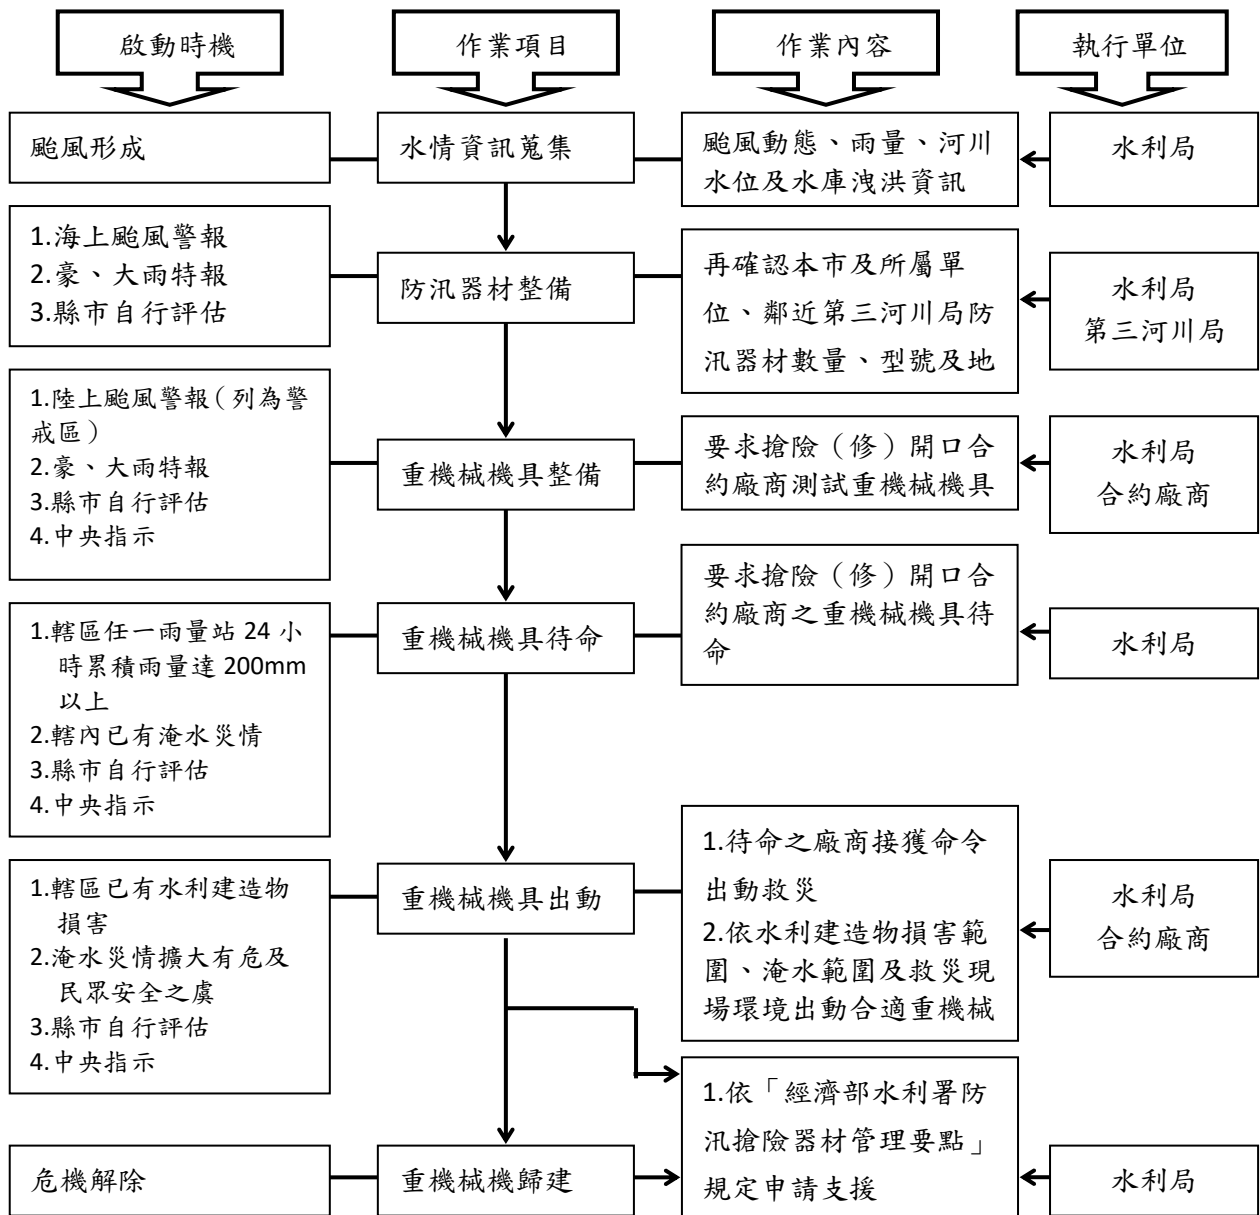 啟動時機
作業項目
作業內容
執行單位
颱風形成
水情資訊蒐集
颱風動態、雨量、河川
水位及水庫洩洪資訊
水利局
1.海上颱風警報
2.豪、大雨特報
3.縣市自行評估
防汛器材整備
再確認本市及所屬單
位、鄰近第三河川局防
汛器材數量、型號及地
水利局
第三河川局
1.陸上颱風警報（列為警
戒區）
2.豪、大雨特報
3.縣市自行評估
4.中央指示
重機械機具整備
要求搶險（修）開口合
約廠商測試重機械機具
水利局
合約廠商
1.轄區任一雨量站 24 小
時累積雨量達 200mm
以上
2.轄內已有淹水災情
3.縣市自行評估
4.中央指示
重機械機具待命
要求搶險（修）開口合
約廠商之重機械機具待
命
水利局
1.轄區已有水利建造物
損害
2.淹水災情擴大有危及
民眾安全之虞
3.縣市自行評估
4.中央指示
重機械機具出動
1.待命之廠商接獲命令
出動救災
2.依水利建造物損害範
圍、淹水範圍及救災現
場環境出動合適重機械
水利局
合約廠商
危機解除
重機械機歸建
1.依「經濟部水利署防
汛搶險器材管理要點」
規定申請支援
水利局